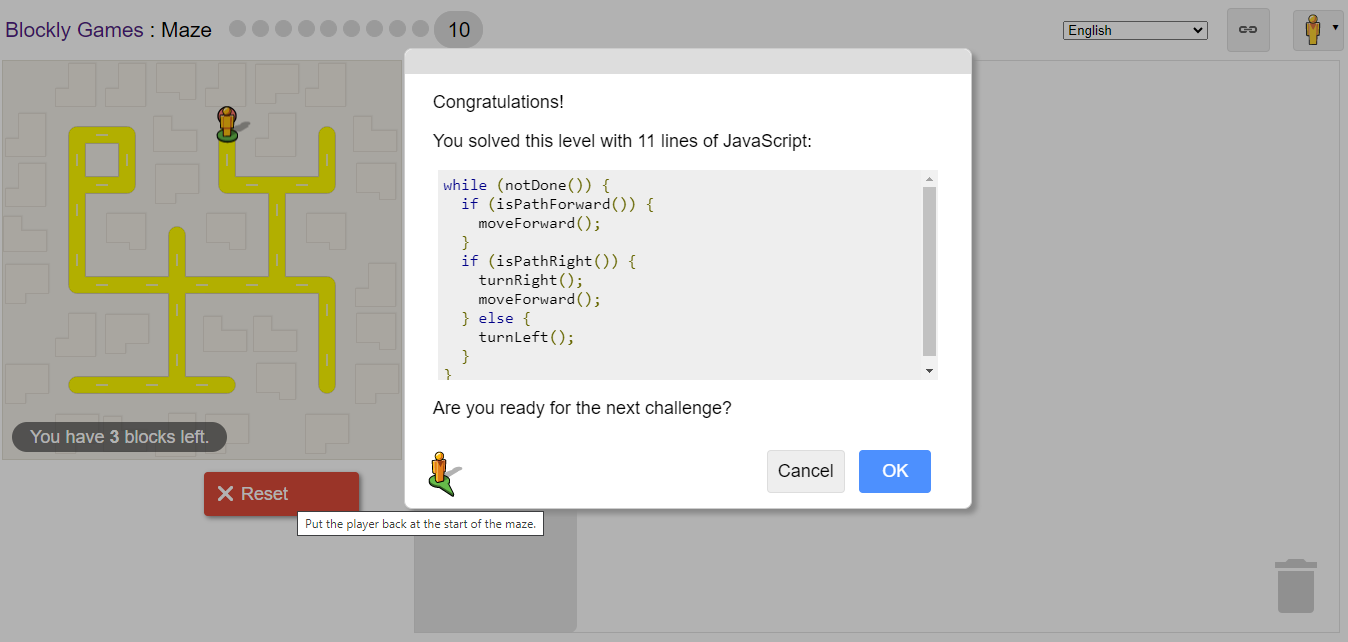 Blockly Games : Maze
10
English
Congratulations!
You solved this level with 11 lines of JavaScript:
while (notDone()) {
  if (isPathForward()) {
    moveForward();
  }
  if (isPathRight()) {
    turnRight();
    moveForward();
  } else {
    turnLeft();
  }
}
Are you ready for the next challenge?
You have 3 blocks left.
Cancel
OK
Reset
Put the player back at the start of the maze.